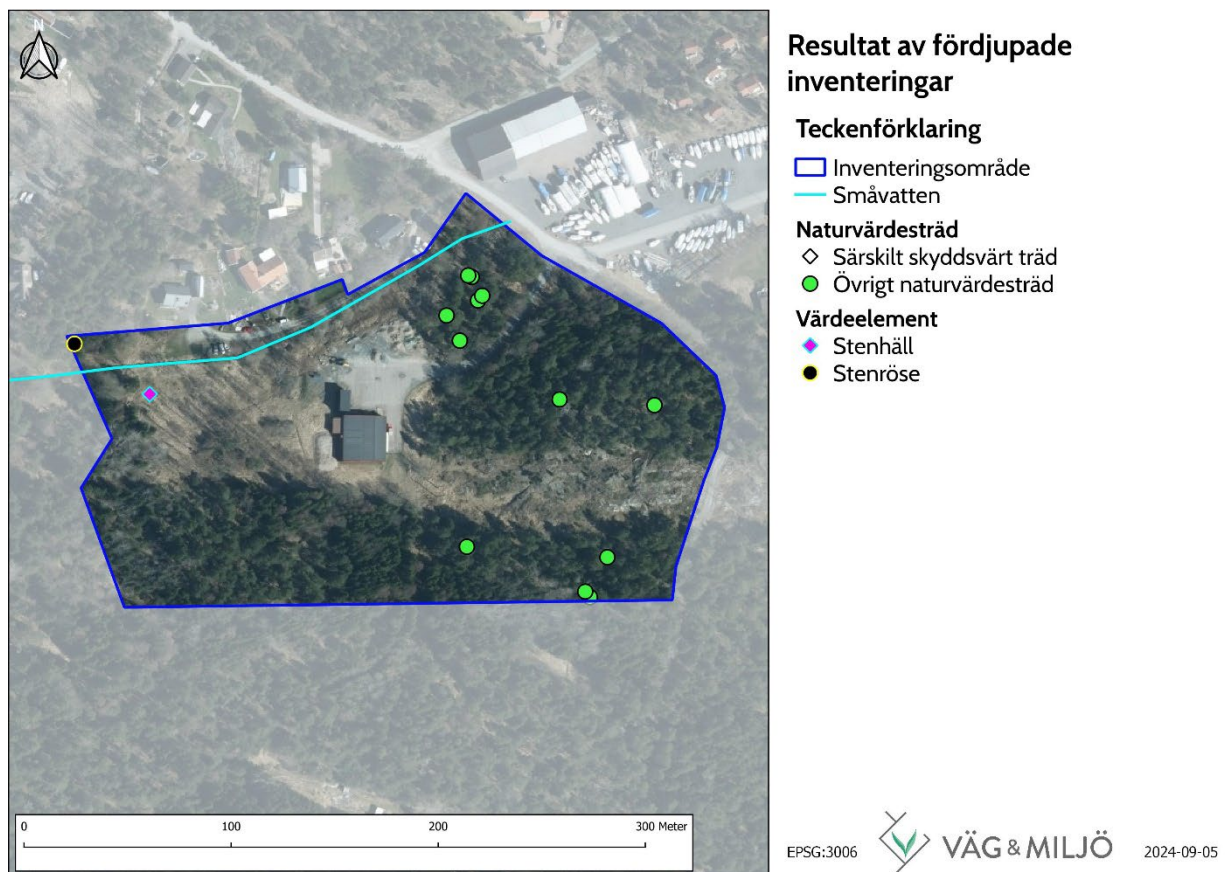 N
Resultat av fördjupade
inventeringar
Teckenförklaring
Inventeringsområde
Småvatten
Naturvärdesträd
Särskilt skyddsvärt träd
Övrigt naturvärdesträd
Värdeelement
Stenhäll
Stenröse
0 100 200 300 Meter
EPSG:3006 VÄG & MILJÖ 2024-09-05